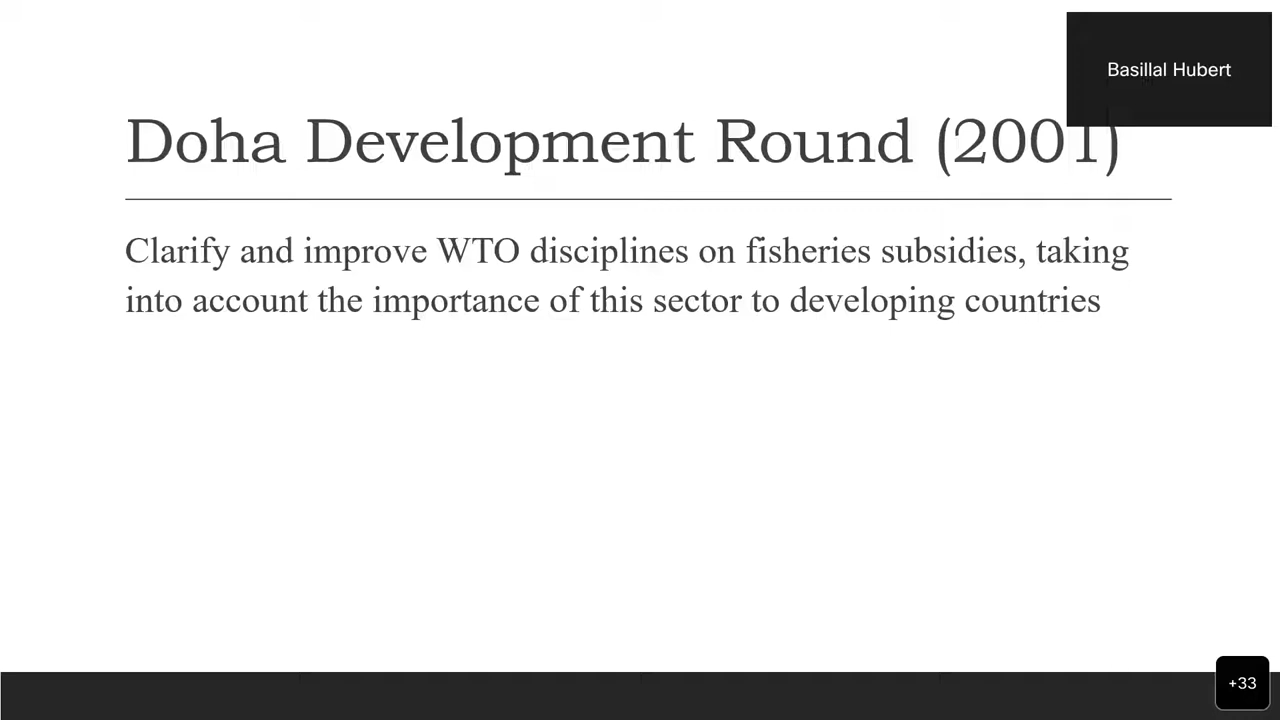 Basillal Hubert
Doha Development Round (2001)
Clarify and improve WTO disciplines on fisheries subsidies, taking
into account the importance of this sector to developing countries
+33